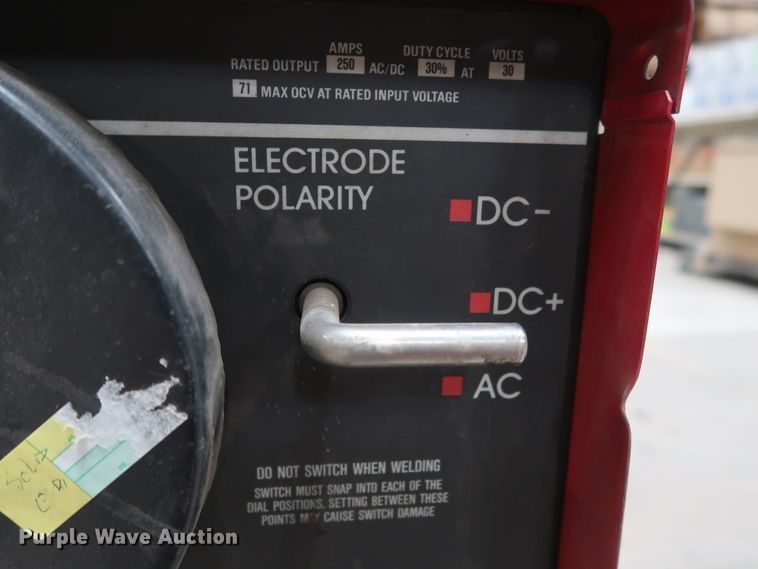 AMPS DUTY CYCLE VOLTS
RATED OUTPUT 250 AC/DC 30% AT 30
71 MAX OCV AT RATED INPUT VOLTAGE
ELECTRODE
POLARITY
DC-
DC+
AC
DO NOT SWITCH WHEN WELDING
SWITCH MUST SNAP INTO EACH OF THE
DIAL POSITIONS. SETTING BETWEEN THESE
POINTS MAY CAUSE SWITCH DAMAGE
Purple Wave Auction